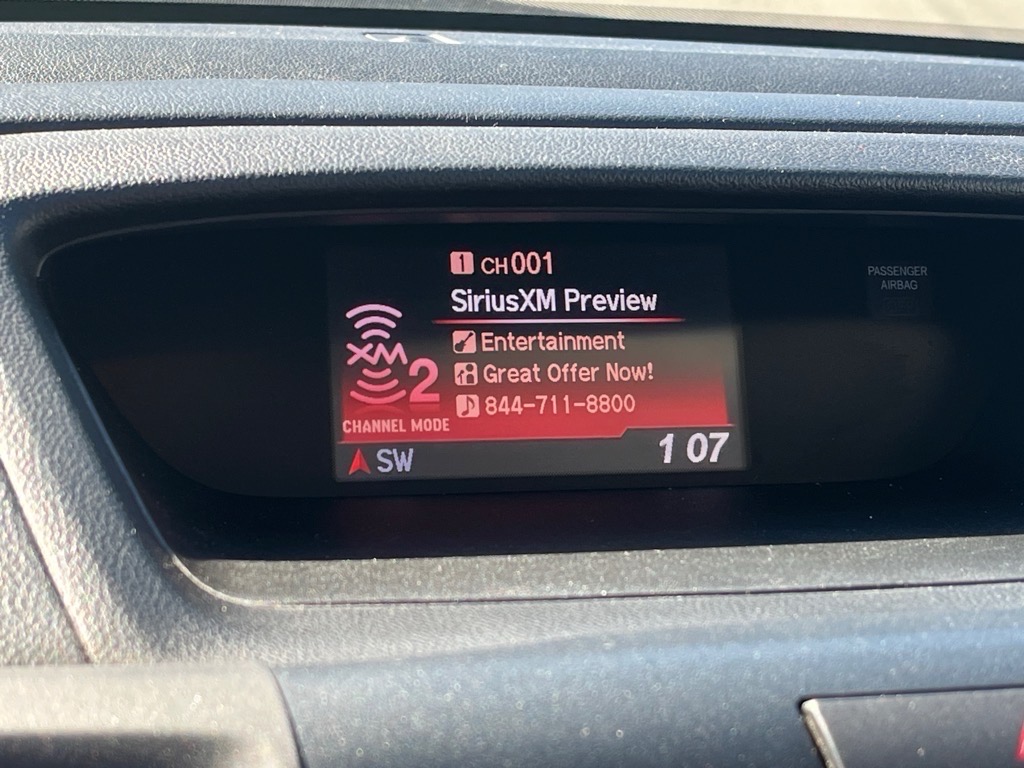 1 CH001
SiriusXM Preview
Entertainment
Great Offer Now!
844-711-8800
XM
2
CHANNEL MODE
SW
1 07
PASSENGER
AIRBAG